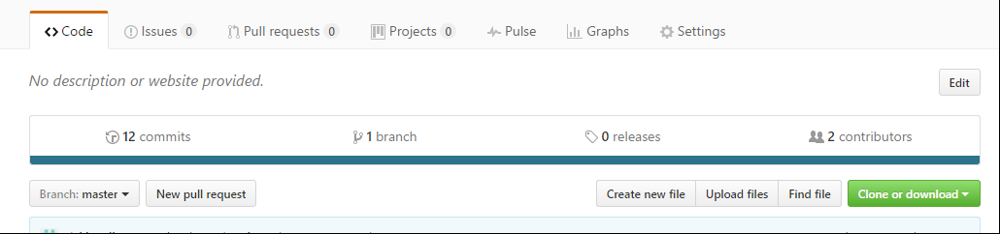 Code Issues 0 Pull requests 0 Projects 0 Pulse Graphs Settings
No description or website provided. Edit
12 commits 1 branch 0 releases 2 contributors
Branch: master New pull request Create new file Upload files Find file Clone or download